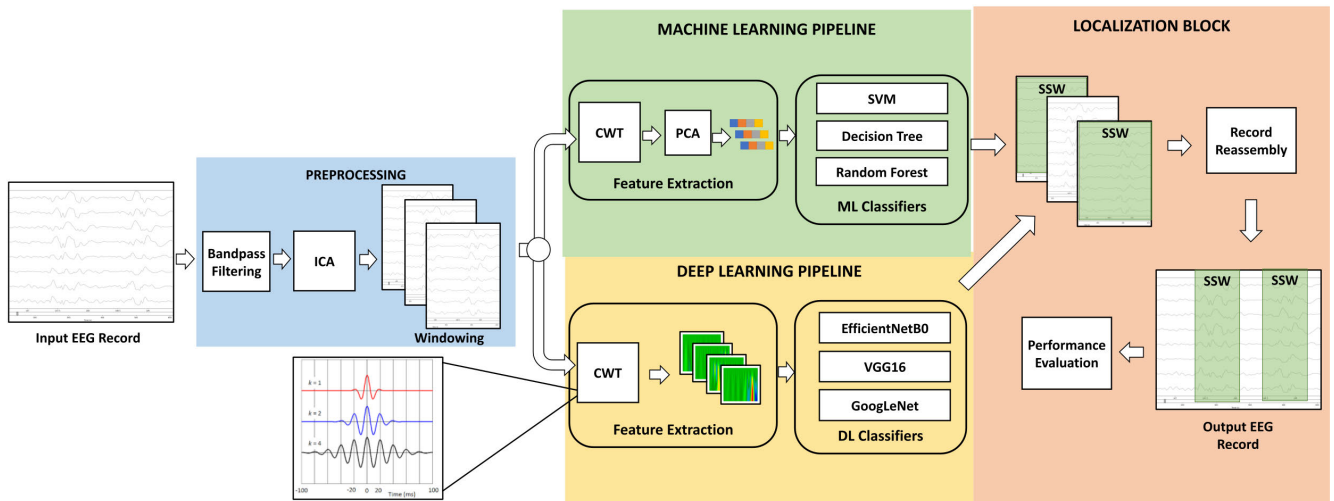 Input EEG Record
PREPROCESSING
Bandpass
Filtering
ICA
Windowing
k = 1
k = 2
k = 4
-100
-20
0
20
100
Time (ms)
MACHINE LEARNING PIPELINE
CWT
PCA
Feature Extraction
SVM
Decision Tree
Random Forest
ML Classifiers
DEEP LEARNING PIPELINE
CWT
Feature Extraction
EfficientNetB0
VGG16
GoogLeNet
DL Classifiers
LOCALIZATION BLOCK
SSW
SSW
Record
Reassembly
SSW
SSW
Output EEG
Record
Performance
Evaluation